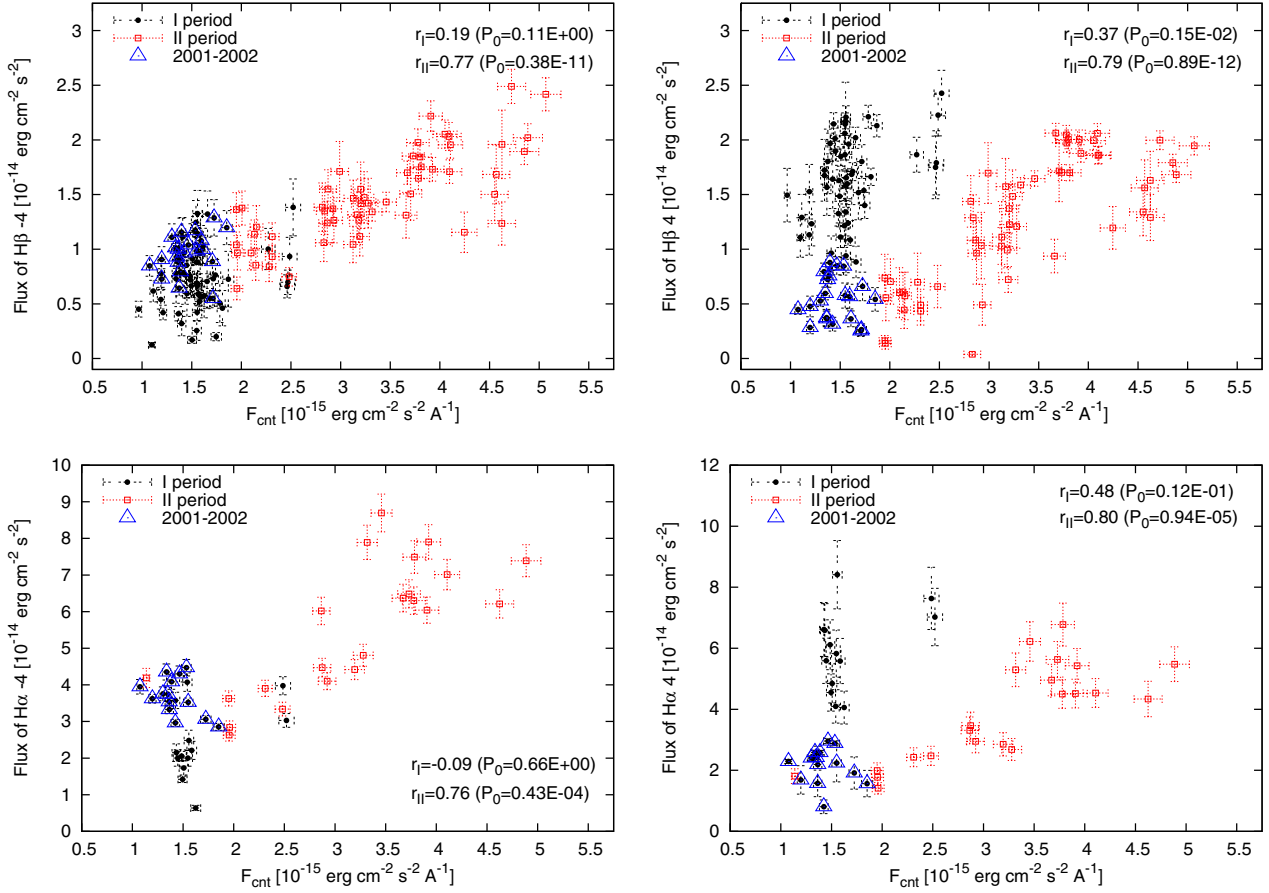 I period
II period
2001-2002
r_I=0.19 (P_0=0.11E+00)
r_II=0.77 (P_0=0.38E-11)
3
2.5
2
1.5
1
0.5
0
Flux of Hβ -4 [10^-14 erg cm^-2 s^-2]
0.5 1 1.5 2 2.5 3 3.5 4 4.5 5 5.5
F_cnt [10^-15 erg cm^-2 s^-2 A^-1]
I period
II period
2001-2002
r_I=0.37 (P_0=0.15E-02)
r_II=0.79 (P_0=0.89E-12)
3
2.5
2
1.5
1
0.5
0
Flux of Hβ 4 [10^-14 erg cm^-2 s^-2]
0.5 1 1.5 2 2.5 3 3.5 4 4.5 5 5.5
F_cnt [10^-15 erg cm^-2 s^-2 A^-1]
I period
II period
2001-2002
10
9
8
7
6
5
4
3
2
1
0
Flux of Hα -4 [10^-14 erg cm^-2 s^-2]
r_I=-0.09 (P_0=0.66E+00)
r_II=0.76 (P_0=0.43E-04)
0.5 1 1.5 2 2.5 3 3.5 4 4.5 5 5.5
F_cnt [10^-15 erg cm^-2 s^-2 A^-1]
I period
II period
2001-2002
r_I=0.48 (P_0=0.12E-01)
r_II=0.80 (P_0=0.94E-05)
12
10
8
6
4
2
0
Flux of Hα 4 [10^-14 erg cm^-2 s^-2]
0.5 1 1.5 2 2.5 3 3.5 4 4.5 5 5.5
F_cnt [10^-15 erg cm^-2 s^-2 A^-1]